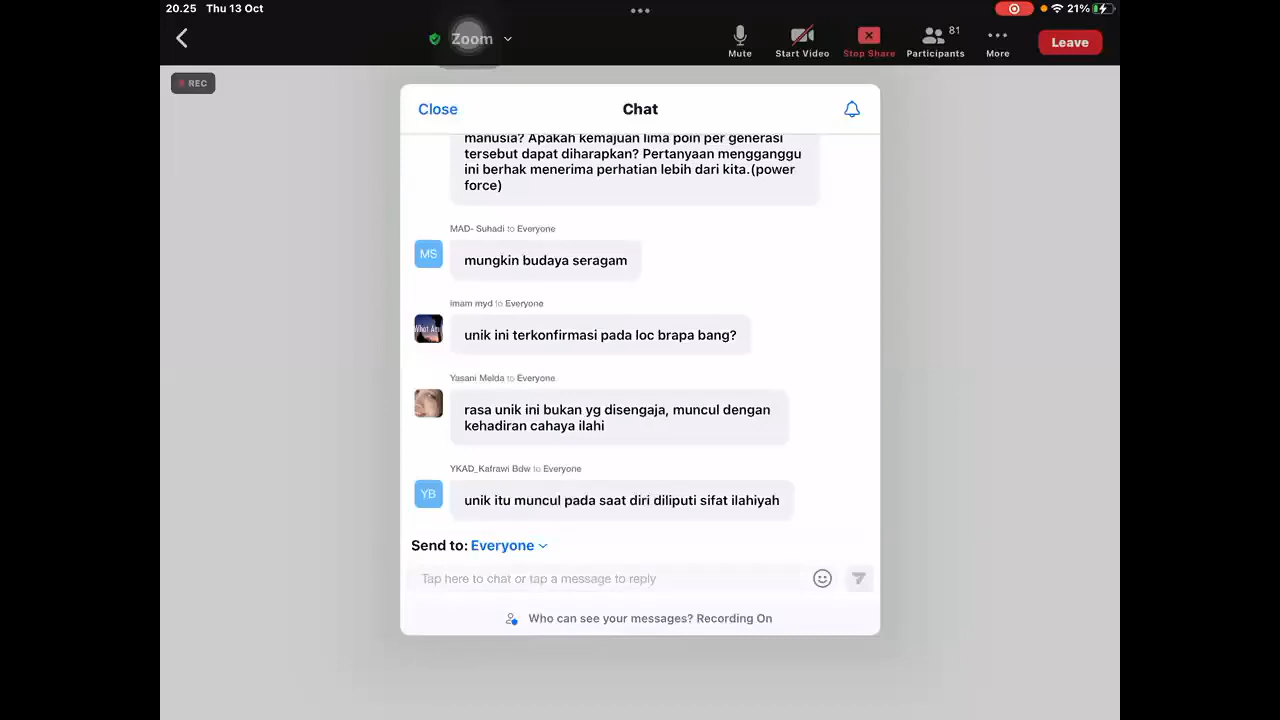 20.25 Thu 13 Oct
21%
Zoom
Mute
Start Video
Stop Share
81
Participants
More
Leave
REC
Close
Chat
manusia? Apakah kemajuan lima poin per generasi
tersebut dapat diharapkan? Pertanyaan mengganggu
ini berhak menerima perhatian lebih dari kita.(power
force)
MAD- Suhadi to Everyone
MS
mungkin budaya seragam
imam myd to Everyone
What Am I
unik ini terkonfirmasi pada loc brapa bang?
Yasani Melda to Everyone
rasa unik ini bukan yg disengaja, muncul dengan
kehadiran cahaya ilahi
YKAD_Kafrawi Bdw to Everyone
YB
unik itu muncul pada saat diri diliputi sifat ilahiyah
Send to: Everyone
Tap here to chat or tap a message to reply
Who can see your messages? Recording On